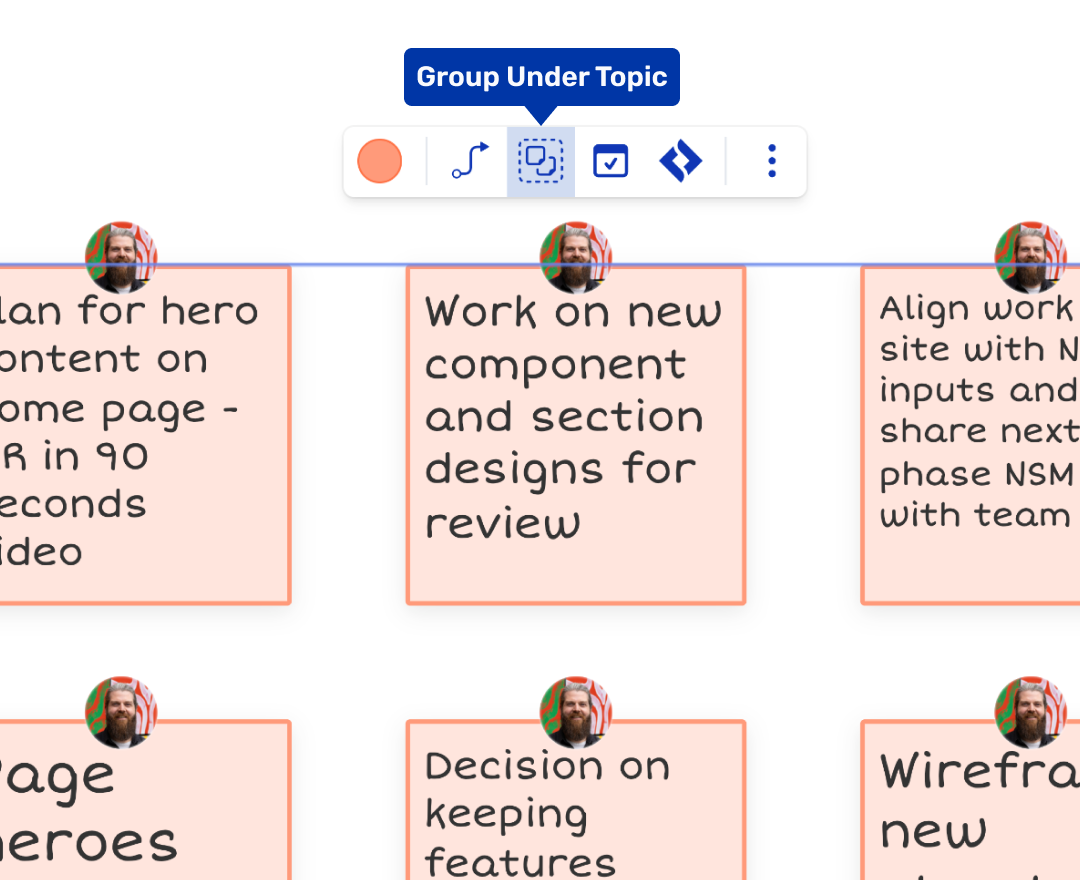 Group Under Topic
lan for hero
ontent on
ome page -
R in 90
econds
ideo
Work on new
component
and section
designs for
review
Align work
site with N
inputs and
share next
phase NSM
with team
Page
heroes
Decision on
keeping
features
Wirefra
new